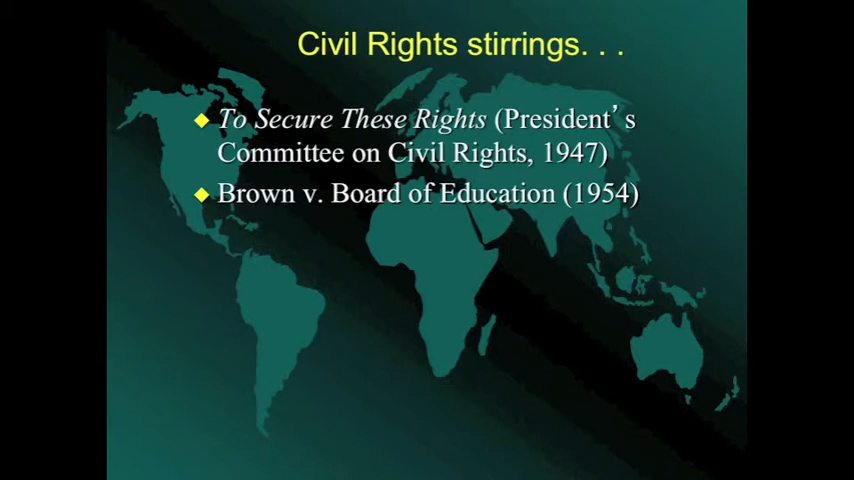 Civil Rights stirrings. . .
◆ To Secure These Rights (President’s
Committee on Civil Rights, 1947)
◆ Brown v. Board of Education (1954)